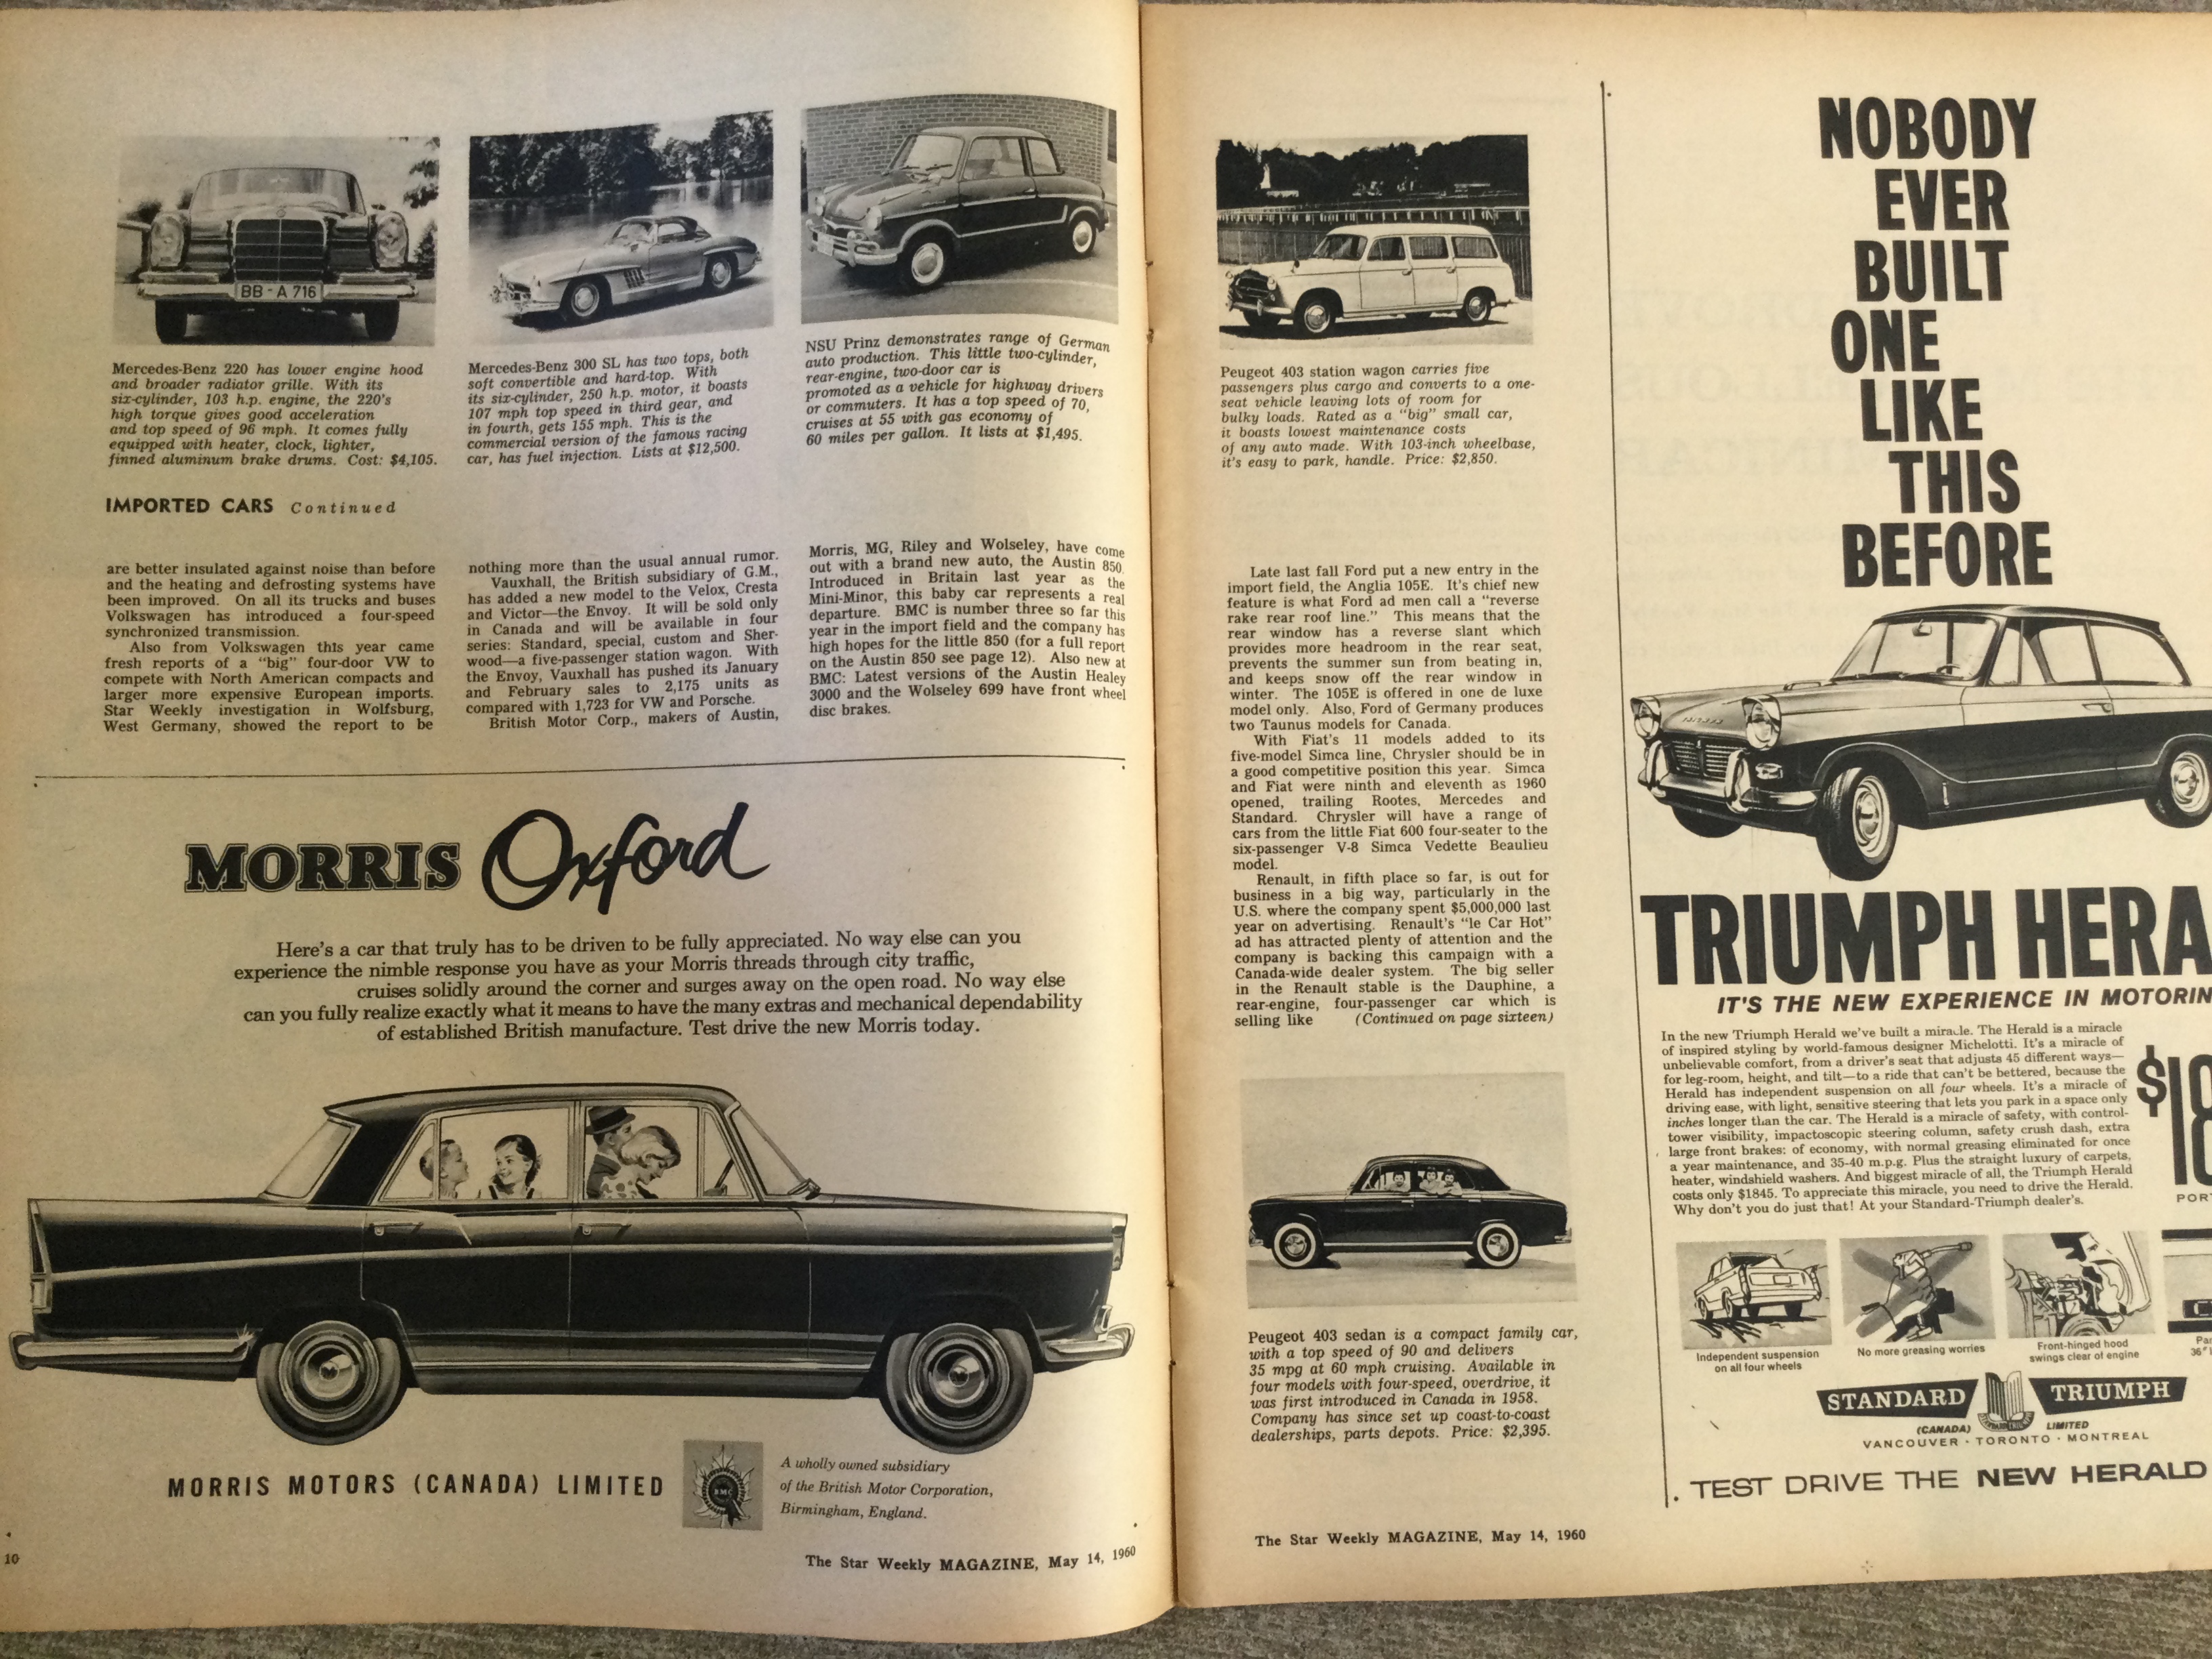 BB-A 716
Mercedes-Benz 220 has lower engine hood
and broader radiator grille. With its
six-cylinder, 103 h.p. engine, the 220's
high torque gives good acceleration
and top speed of 96 mph. It comes fully
equipped with heater, clock, lighter,
finned aluminum brake drums. Cost: $4,105.
Mercedes-Benz 300 SL has two tops, both
soft convertible and hard-top. With
its six-cylinder, 250 h.p. motor, it boasts
107 mph top speed in third gear, and
in fourth, gets 155 mph. This is the
commercial version of the famous racing
car, has fuel injection. Lists at $12,500.
NSU Prinz demonstrates range of German
auto production. This little two-cylinder,
rear-engine, two-door car is
promoted as a vehicle for highway drivers
or commuters. It has a top speed of 70,
cruises at 55 with gas economy of
60 miles per gallon. It lists at $1,495.
IMPORTED CARS Continued
are better insulated against noise than before
and the heating and defrosting systems have
been improved. On all its trucks and buses
Volkswagen has introduced a four-speed
synchronized transmission.
Also from Volkswagen this year came
fresh reports of a "big" four-door VW to
compete with North American compacts and
larger more expensive European imports.
Star Weekly investigation in Wolfsburg,
West Germany, showed the report to be
nothing more than the usual annual rumor.
Vauxhall, the British subsidiary of G.M.,
has added a new model to the Velox, Cresta
and Victor—the Envoy. It will be sold only
in Canada and will be available in four
series: Standard, special, custom and Sher-
wood—a five-passenger station wagon. With
the Envoy, Vauxhall has pushed its January
and February sales to 2,175 units as
compared with 1,723 for VW and Porsche.
British Motor Corp., makers of Austin,
Morris, MG, Riley and Wolseley, have come
out with a brand new auto, the Austin 850.
Introduced in Britain last year as the
Mini-Minor, this baby car represents a real
departure. BMC is number three so far this
year in the import field and the company has
high hopes for the little 850 (for a full report
on the Austin 850 see page 12). Also new at
BMC: Latest versions of the Austin Healey
3000 and the Wolseley 699 have front wheel
disc brakes.
MORRIS Oxford
Here's a car that truly has to be driven to be fully appreciated. No way else can you
experience the nimble response you have as your Morris threads through city traffic,
cruises solidly around the corner and surges away on the open road. No way else
can you fully realize exactly what it means to have the many extras and mechanical dependability
of established British manufacture. Test drive the new Morris today.
MORRIS MOTORS (CANADA) LIMITED
BMC
A wholly owned subsidiary
of the British Motor Corporation,
Birmingham, England.
10
The Star Weekly MAGAZINE, May 14, 1960
Peugeot 403 station wagon carries five
passengers plus cargo and converts to a one-
seat vehicle leaving lots of room for
bulky loads. Rated as a "big" small car,
it boasts lowest maintenance costs
of any auto made. With 103-inch wheelbase,
it's easy to park, handle. Price: $2,850.
Late last fall Ford put a new entry in the
import field, the Anglia 105E. It's chief new
feature is what Ford ad men call a "reverse
rake rear roof line." This means that the
rear window has a reverse slant which
provides more headroom in the rear seat,
prevents the summer sun from beating in,
and keeps snow off the rear window in
winter. The 105E is offered in one de luxe
model only. Also, Ford of Germany produces
two Taunus models for Canada.
With Fiat's 11 models added to its
five-model Simca line, Chrysler should be in
a good competitive position this year. Simca
and Fiat were ninth and eleventh as 1960
opened, trailing Rootes, Mercedes and
Standard. Chrysler will have a range of
cars from the little Fiat 600 four-seater to the
six-passenger V-8 Simca Vedette Beaulieu
model.
Renault, in fifth place so far, is out for
business in a big way, particularly in the
U.S. where the company spent $5,000,000 last
year on advertising. Renault's "le Car Hot"
ad has attracted plenty of attention and the
company is backing this campaign with a
Canada-wide dealer system. The big seller
in the Renault stable is the Dauphine, a
rear-engine, four-passenger car which is
selling like (Continued on page sixteen)
Peugeot 403 sedan is a compact family car,
with a top speed of 90 and delivers
35 mpg at 60 mph cruising. Available in
four models with four-speed, overdrive, it
was first introduced in Canada in 1958.
Company has since set up coast-to-coast
dealerships, parts depots. Price: $2,395.
The Star Weekly MAGAZINE, May 14, 1960
NOBODY
EVER
BUILT
ONE
LIKE
THIS
BEFORE
TRIUMPH HERA
IT'S THE NEW EXPERIENCE IN MOTORIN
In the new Triumph Herald we've built a miracle. The Herald is a miracle
of inspired styling by world-famous designer Michelotti. It's a miracle of
unbelievable comfort, from a driver's seat that adjusts 45 different ways—
for leg-room, height, and tilt—to a ride that can't be bettered, because the
Herald has independent suspension on all four wheels. It's a miracle of
driving ease, with light, sensitive steering that lets you park in a space only
inches longer than the car. The Herald is a miracle of safety, with control-
tower visibility, impactoscopic steering column, safety crush dash, extra
large front brakes: of economy, with normal greasing eliminated for once
a year maintenance, and 35-40 m.p.g. Plus the straight luxury of carpets,
heater, windshield washers. And biggest miracle of all, the Triumph Herald
costs only $1845. To appreciate this miracle, you need to drive the Herald.
Why don't you do just that! At your Standard-Triumph dealer's.
$18
POR
Independent suspension
on all four wheels
No more greasing worries
Front-hinged hood
swings clear of engine
Par
36"
STANDARD TRIUMPH
(CANADA) LIMITED
VANCOUVER · TORONTO · MONTREAL
TEST DRIVE THE NEW HERALD